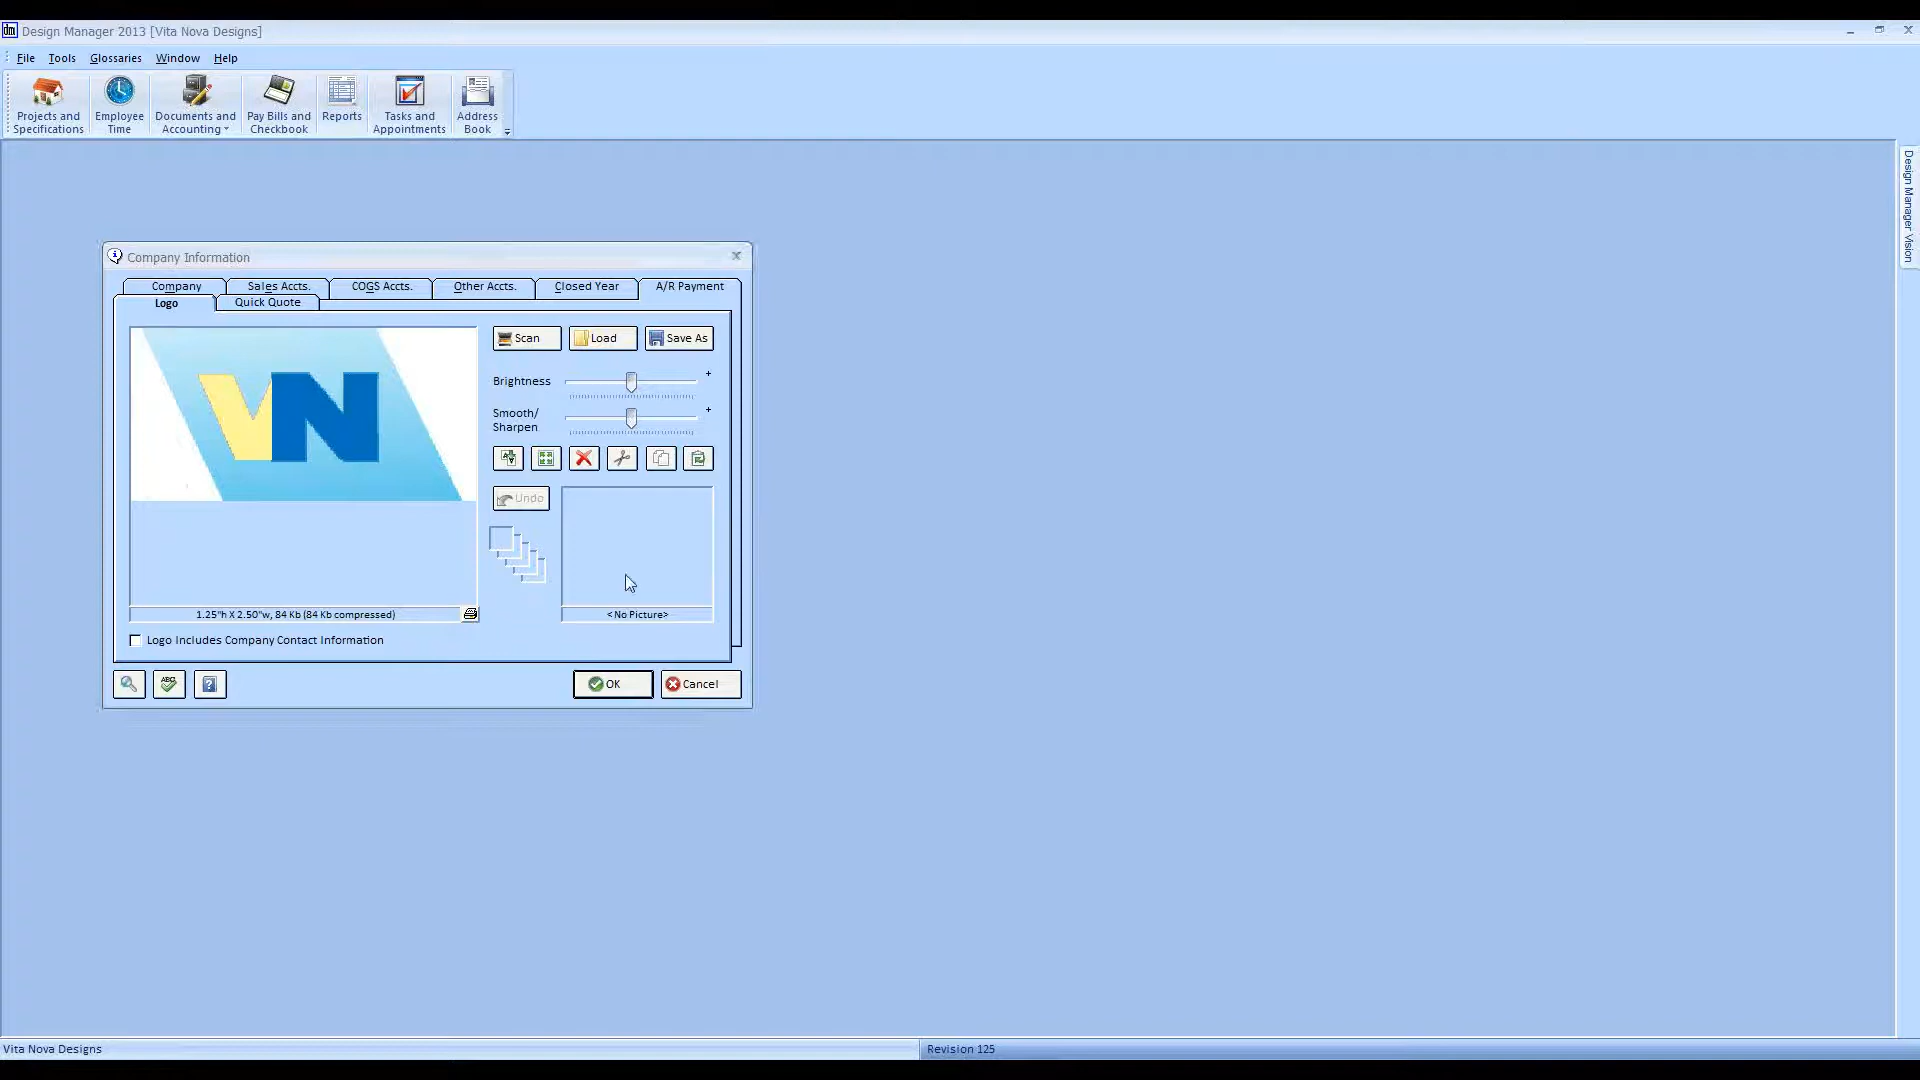 Design Manager 2013 [Vita Nova Designs]
File Tools Glossaries Window Help
Projects and Specifications
Employee Time
Documents and Accounting
Pay Bills and Checkbook
Reports
Tasks and Appointments
Address Book
Design Manager Vision
Company Information
Company Sales Accts. COGS Accts. Other Accts. Closed Year A/R Payment
Logo Quick Quote
VN
Scan Load Save As
Brightness +
Smooth/
Sharpen +
Undo
1.25"h X 2.50"w, 84 Kb (84 Kb compressed)
<No Picture>
Logo Includes Company Contact Information
ABC
OK Cancel
Vita Nova Designs
Revision 125